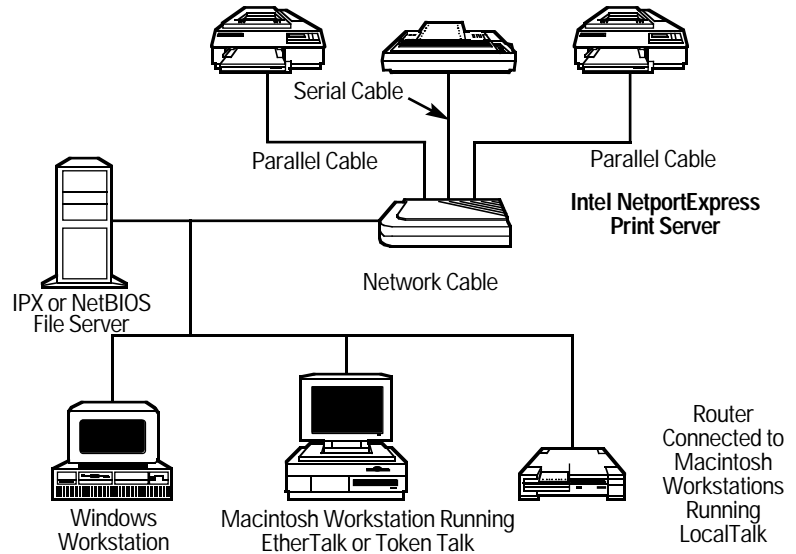 Serial Cable
Parallel Cable
Parallel Cable
Intel NetportExpress
Print Server
Network Cable
IPX or NetBIOS
File Server
Windows
Workstation
Macintosh Workstation Running
EtherTalk or Token Talk
Router
Connected to
Macintosh
Workstations
Running
LocalTalk